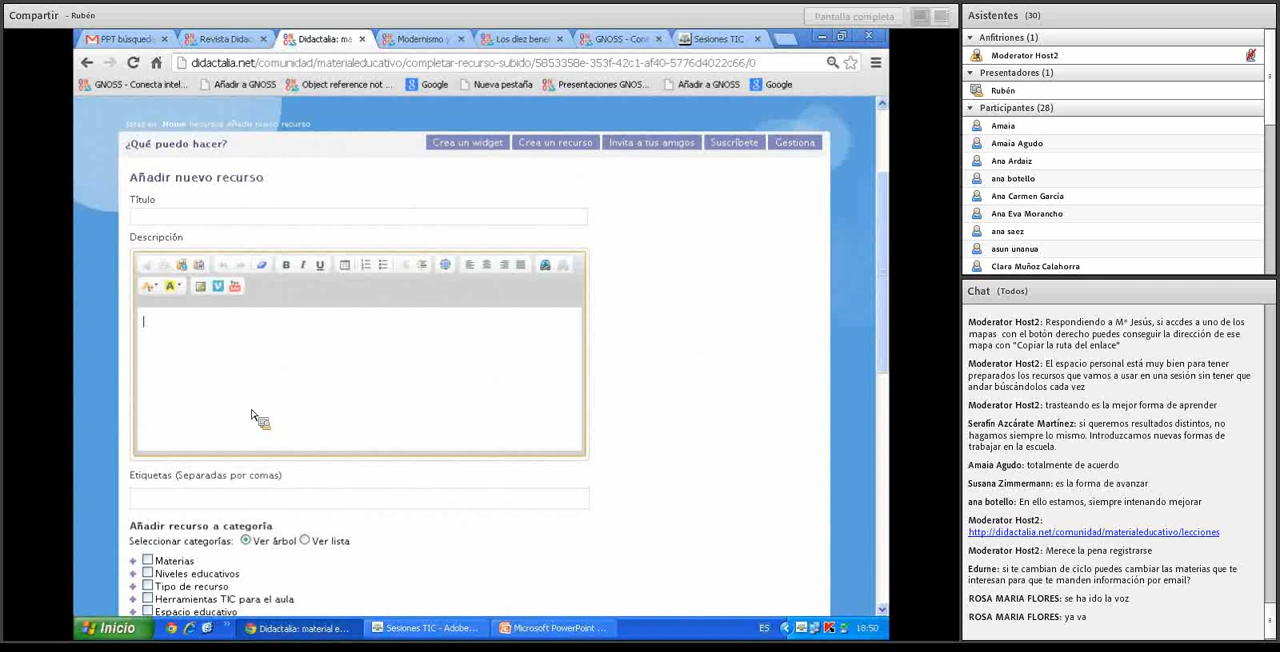 Compartir - Rubén
Pantalla completa
PPT búsqued
Revista Didac
Didactalia: ma
Modernismo y
Los diez bene
GNOSS - Con
Sesiones TIC
didactalia.net/comunidad/materialeducativo/completar-recurso-subido/5853358e-353f-42c1-af40-5776d4022c66/0
GNOSS - Conecta intel...
Añadir a GNOSS
Object reference not ...
Google
Nueva pestaña
Presentaciones GNOS...
Añadir a GNOSS
Google
Home Recursos Añadir nuevo recurso
¿Qué puedo hacer?
Crea un widget
Crea un recurso
Invita a tus amigos
Suscríbete
Gestiona
Añadir nuevo recurso
Título
Descripción
B I U
Etiquetas (Separadas por comas)
Añadir recurso a categoría
Seleccionar categorías: Ver árbol Ver lista
Materias
Niveles educativos
Tipo de recurso
Herramientas TIC para el aula
Espacio educativo
Inicio
Didactalia: material e...
Sesiones TIC - Adobe...
Microsoft PowerPoint ...
ES
18:50
Asistentes (30)
Anfitriones (1)
Moderator Host2
Presentadores (1)
Rubén
Participantes (28)
Amaia
Amaia Agudo
Ana Ardaiz
ana botello
Ana Carmen García
Ana Eva Morancho
ana saez
asun unanua
Clara Muñoz Calahorra
Chat (Todos)
Moderator Host2: Respondiendo a Mª Jesús, si accdes a uno de los
mapas con el botón derecho puedes conseguir la dirección de ese
mapa con "Copiar la ruta del enlace"
Moderator Host2: El espacio personal está muy bien para tener
preparados los recursos que vamos a usar en una sesión sin tener que
andar búscándolos cada vez
Moderator Host2: trasteando es la mejor forma de aprender
Serafín Azcárate Martínez: si queremos resultados distintos, no
hagamos siempre lo mismo. Introduzcamos nuevas formas de
trabajar en la escuela.
Amaia Agudo: totalmente de acuerdo
Susana Zimmermann: es la forma de avanzar
ana botello: En ello estamos, siempre intenando mejorar
Moderator Host2:
http://didactalia.net/comunidad/materialeducativo/lecciones
Moderator Host2: Merece la pena registrarse
Edurne: si te cambian de ciclo puedes cambiar las materias que te
interesan para que te manden información por email?
ROSA MARIA FLORES: se ha ido la voz
ROSA MARIA FLORES: ya va